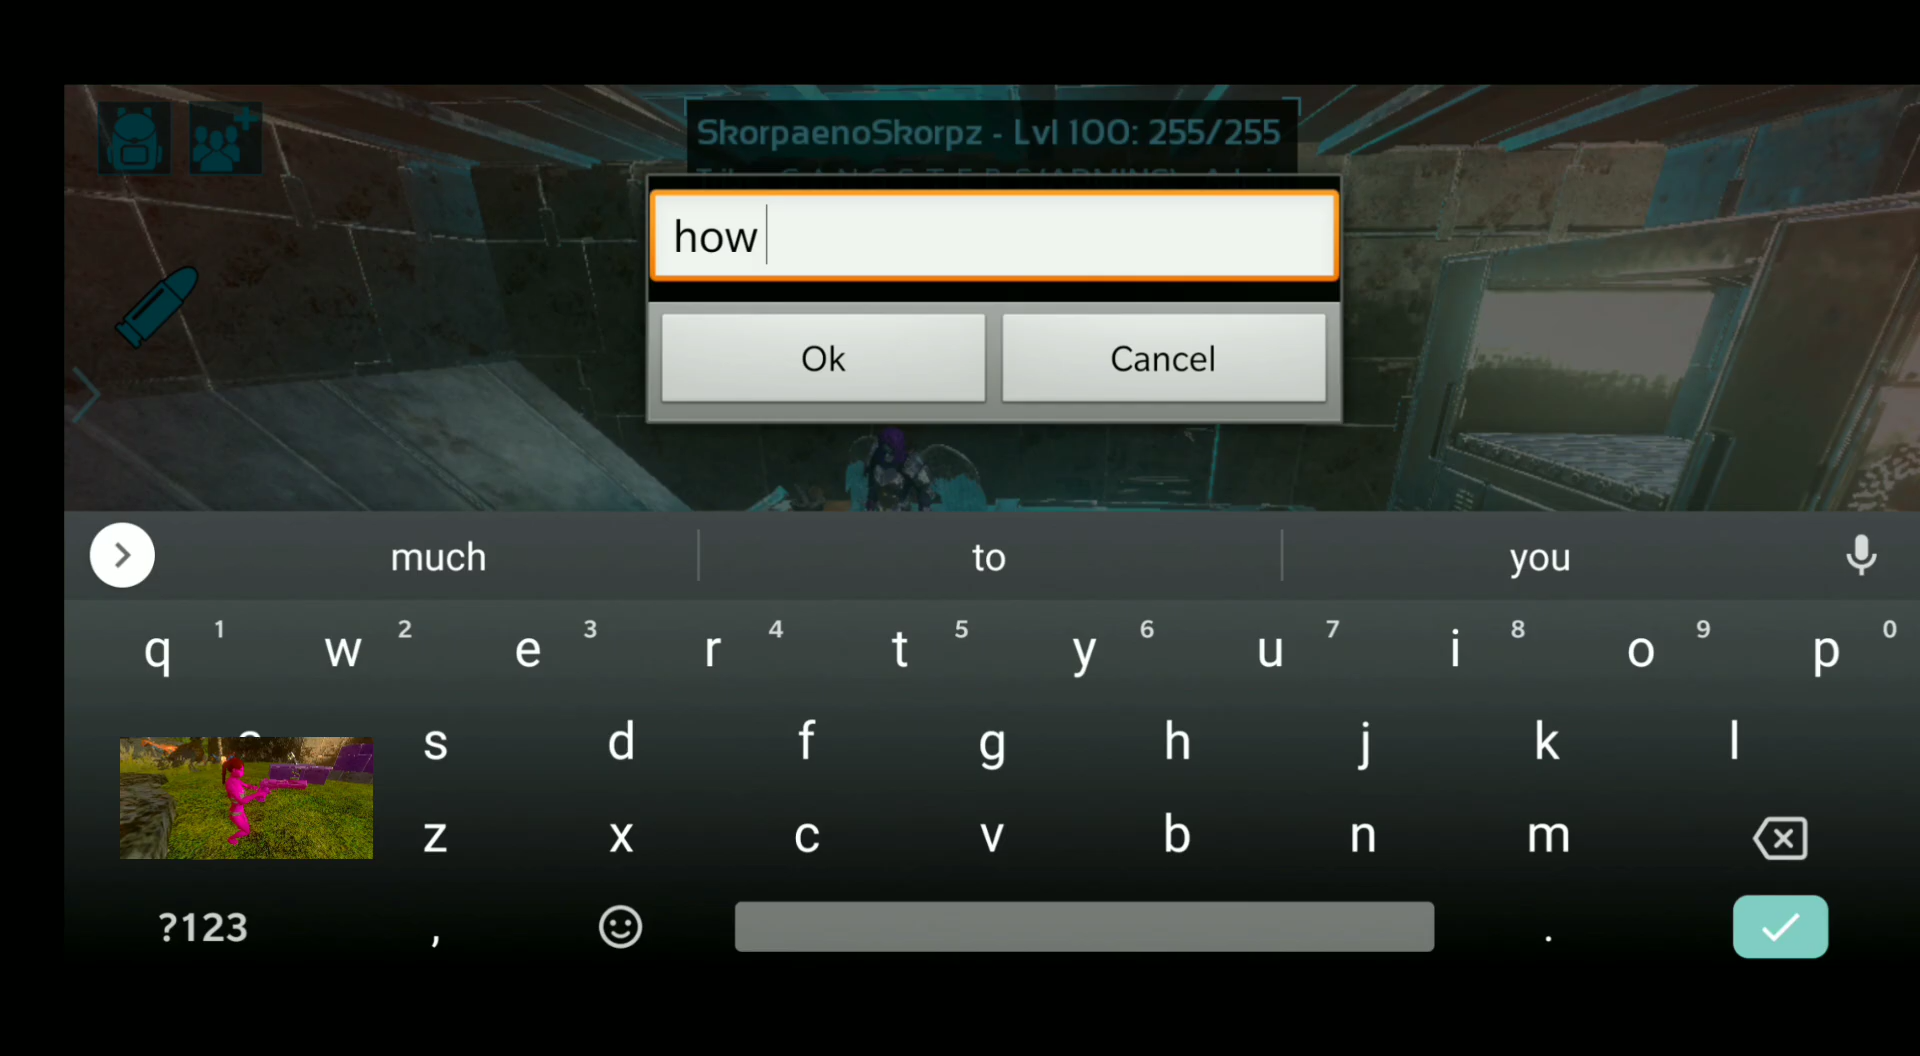 SkorpaenoSkorpz - Lvl 100: 255/255
how
Ok Cancel
much to you
q 1 w 2 e 3 r 4 t 5 y 6 u 7 i 8 o 9 p 0
s d f g h j k l
z x c v b n m
?123 , .